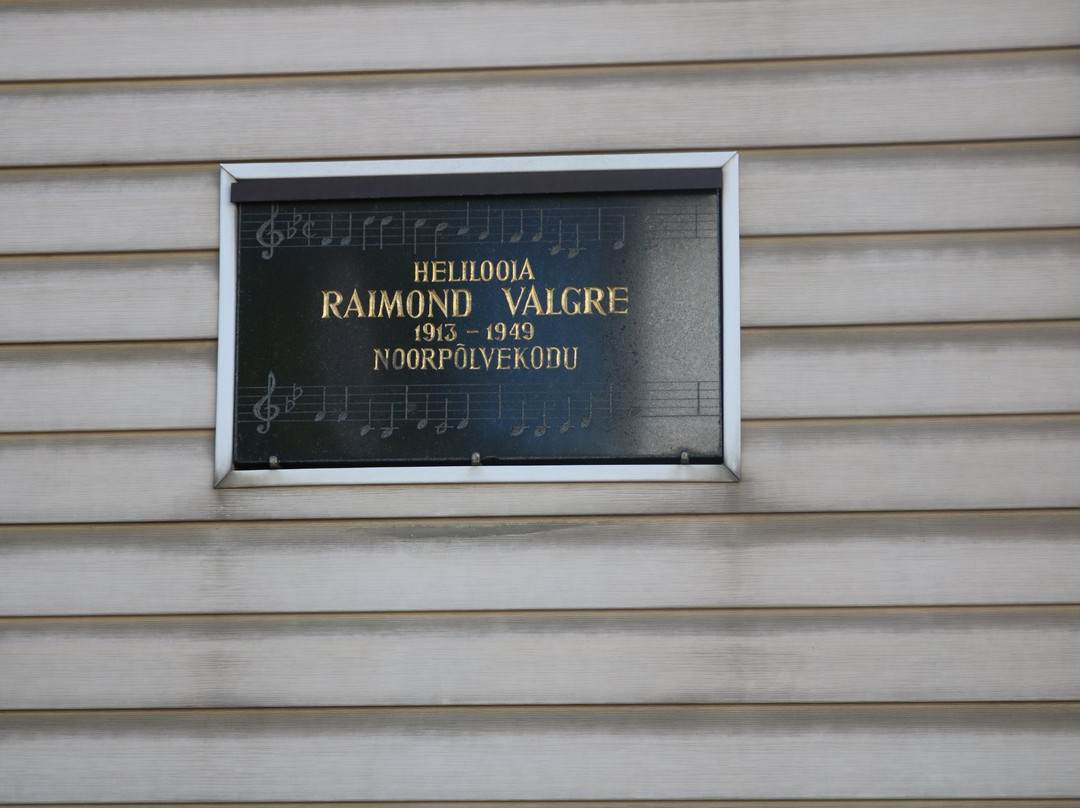 HELILOOJA
RAIMOND VALGRE
1913 – 1949
NOORPÕLVEKODU